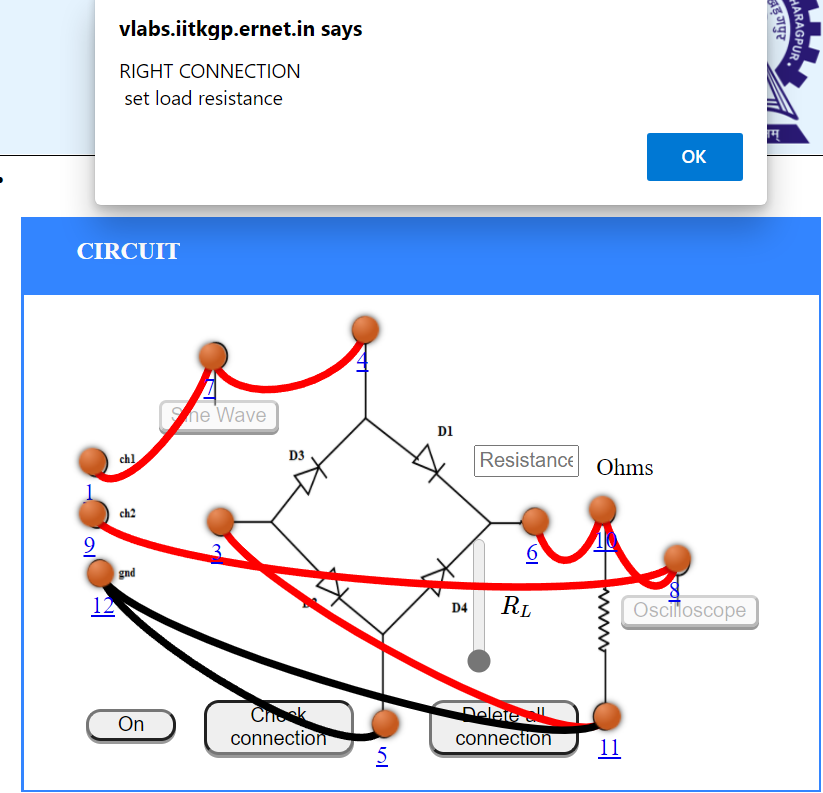 vlabs.iitkgp.ernet.in says
RIGHT CONNECTION
set load resistance
OK
CIRCUIT
4
7
Sine Wave
D1
ch1
D3
Resistance
Ohms
1
ch2
9
3
6
10
gnd
8
12
D4
R_L
Oscilloscope
On
Check connection
Delete all connection
5
11